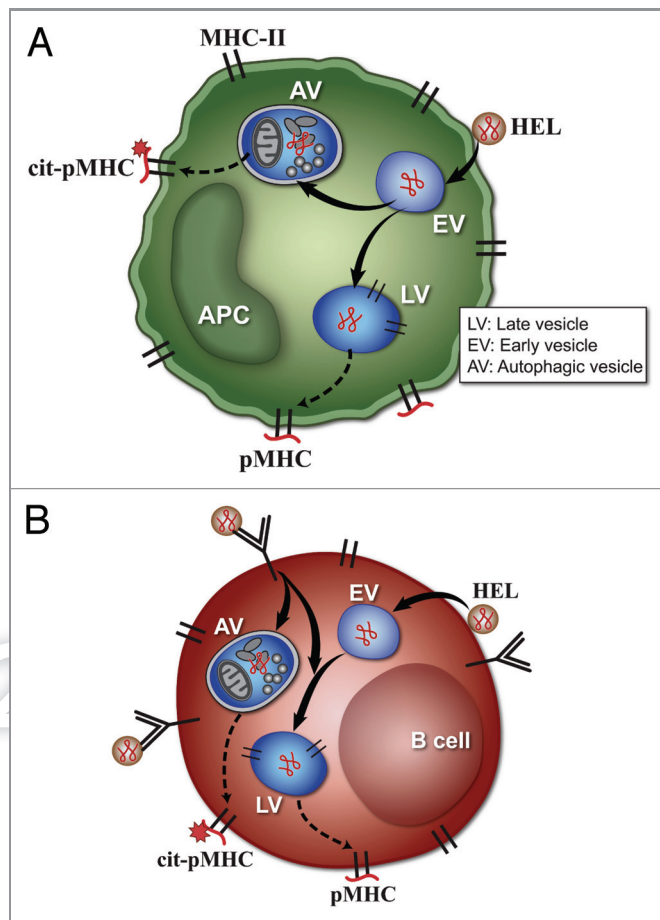 A
MHC-II
AV
HEL
cit-pMHC
EV
LV
APC
LV: Late vesicle
EV: Early vesicle
AV: Autophagic vesicle
pMHC
B
EV
HEL
AV
B cell
LV
cit-pMHC
pMHC